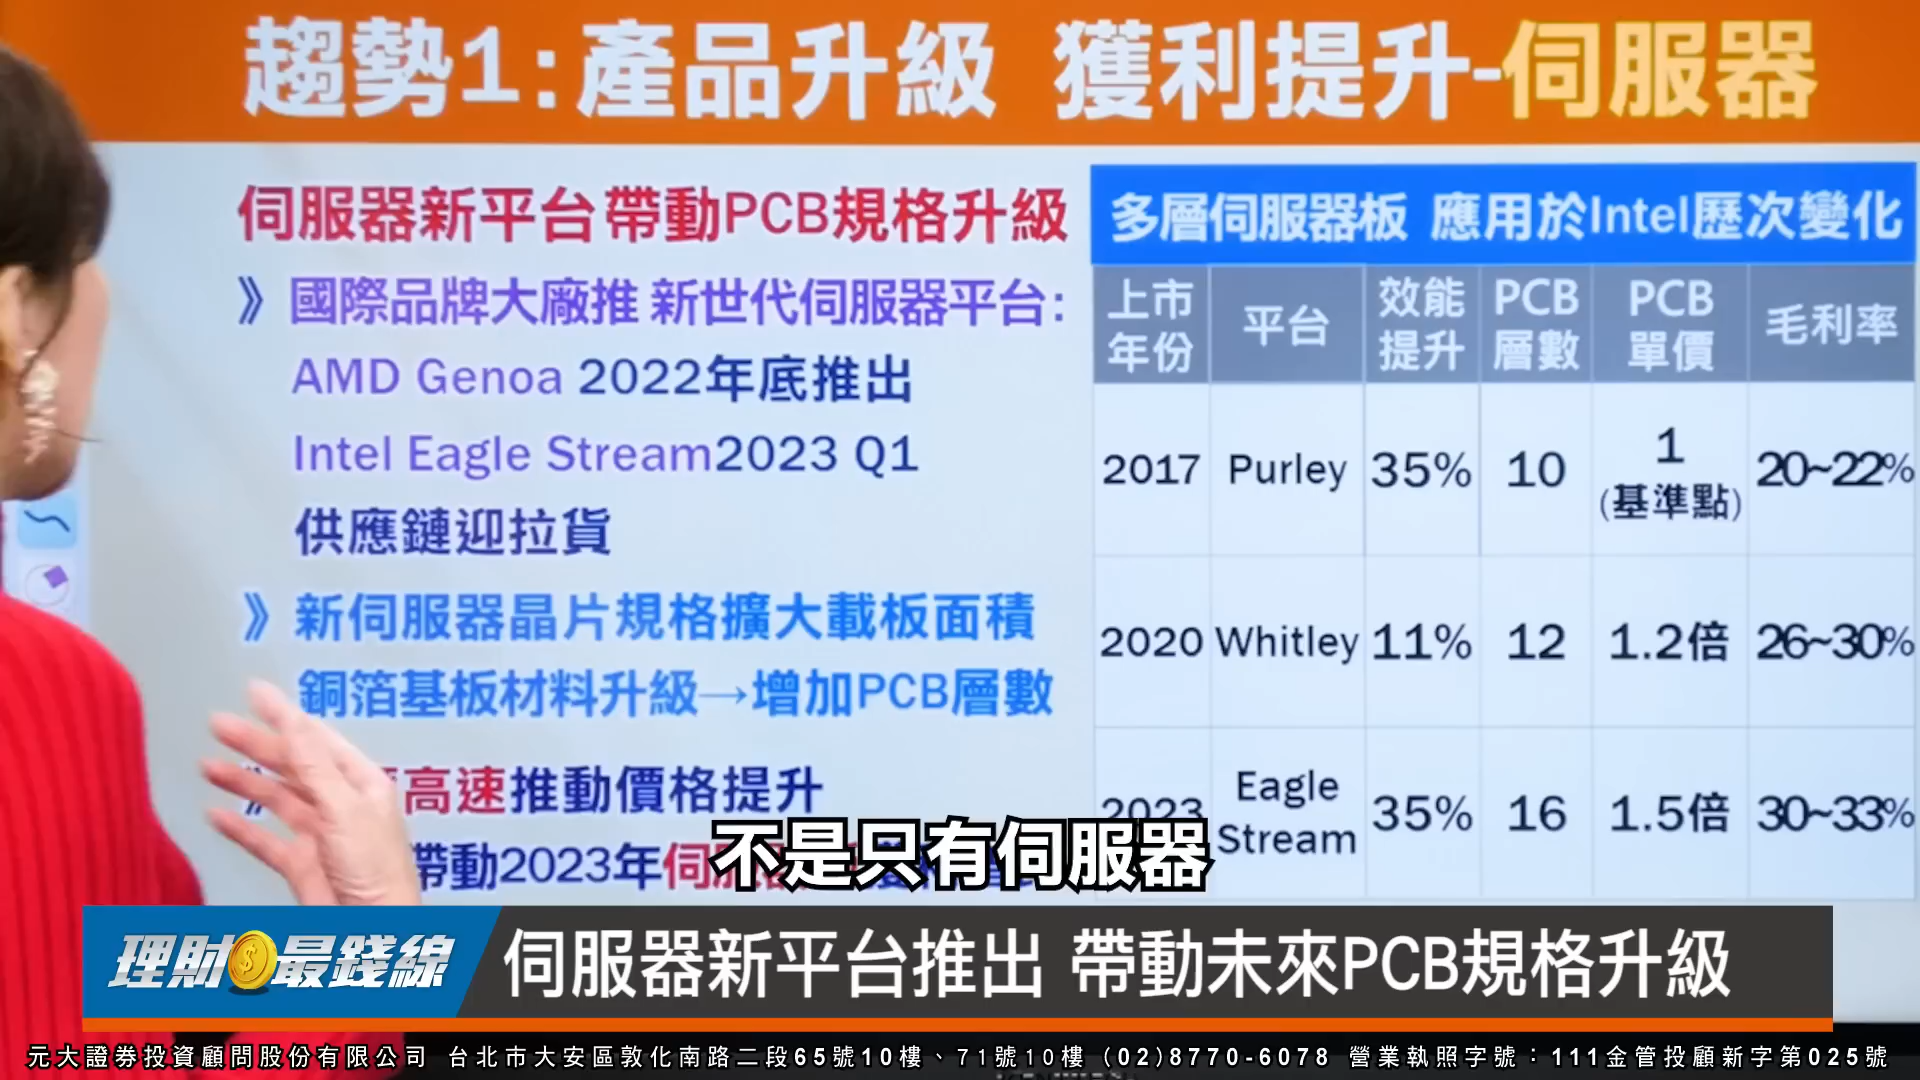 趨勢1:產品升級 獲利提升-伺服器
伺服器新平台帶動PCB規格升級
》國際品牌大廠推 新世代伺服器平台:
AMD Genoa 2022年底推出
Intel Eagle Stream2023 Q1
供應鏈迎拉貨
》新伺服器晶片規格擴大載板面積
銅箔基板材料升級→增加PCB層數
高速推動價格提升
帶動2023年伺服
多層伺服器板 應用於Intel歷次變化
上市年份 平台 效能提升 PCB層數 PCB單價 毛利率
2017 Purley 35% 10 1(基準點) 20~22%
2020 Whitley 11% 12 1.2倍 26~30%
2023 Eagle Stream 35% 16 1.5倍 30~33%
不是只有伺服器
理財最錢線
伺服器新平台推出 帶動未來PCB規格升級
元大證券投資顧問股份有限公司 台北市大安區敦化南路二段65號10樓、71號10樓 (02)8770-6078 營業執照字號:111金管投顧新字第025號